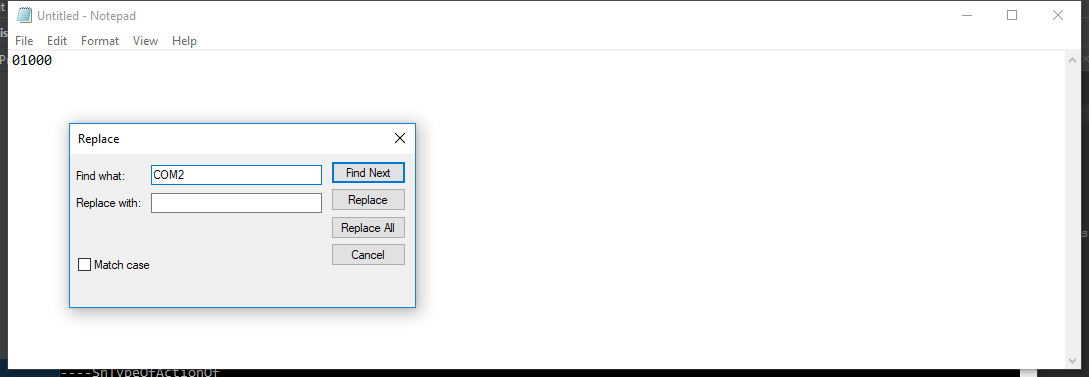 Untitled - Notepad
File Edit Format View Help
01000
Replace
Find what: COM2 Find Next
Replace with: Replace
Replace All
Cancel
Match case
----ShTypeOfActionOf